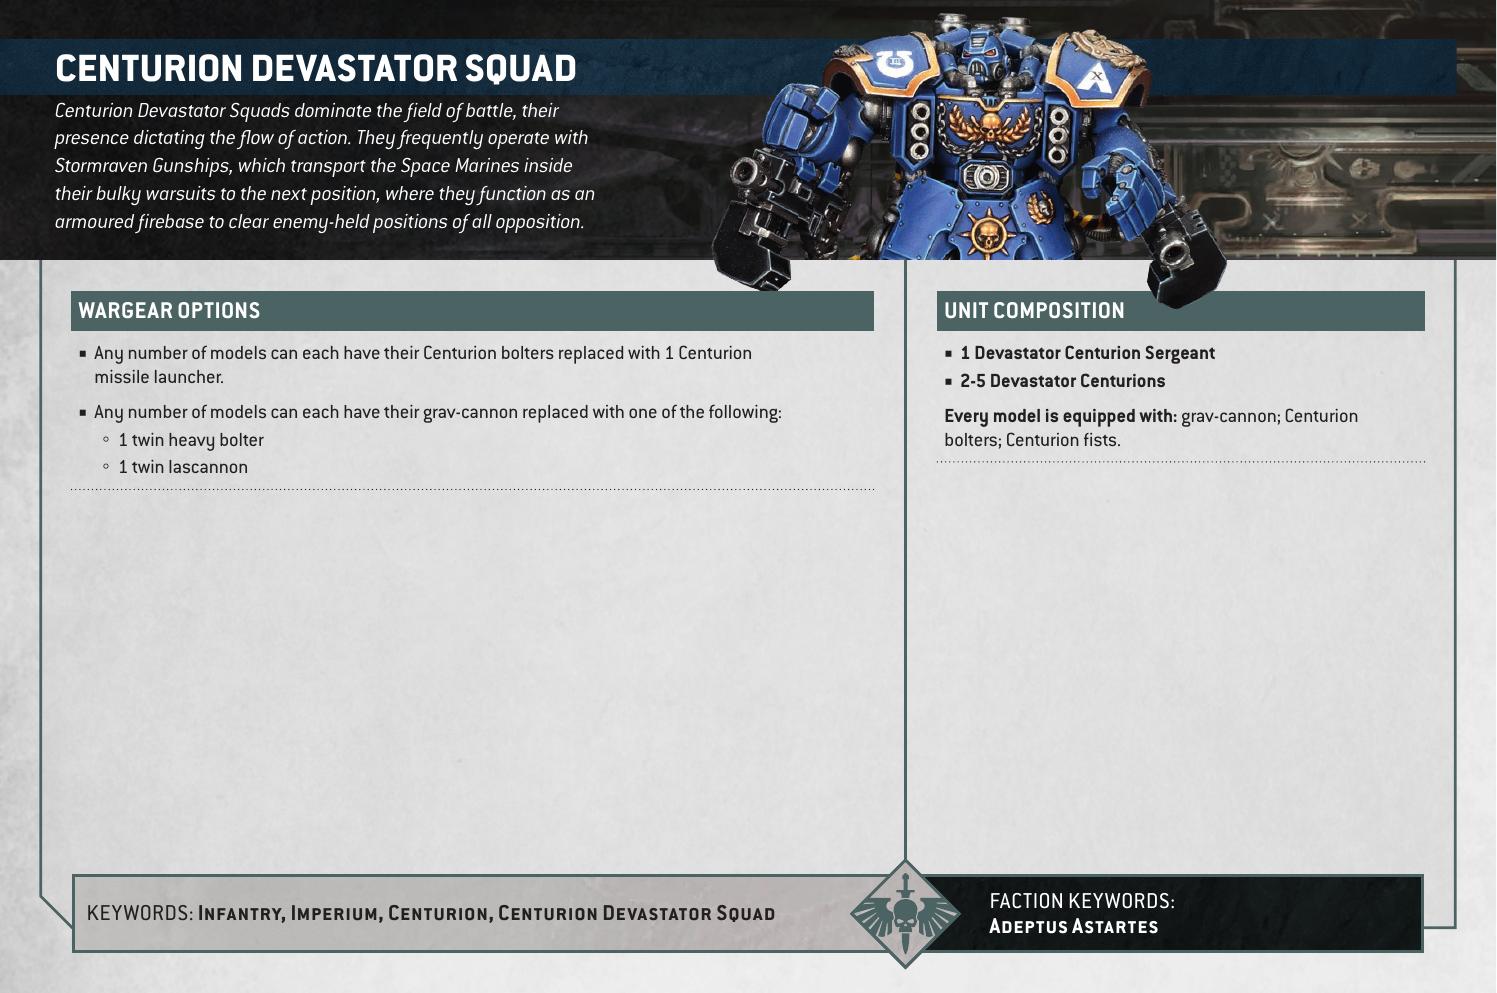 CENTURION DEVASTATOR SQUAD
Centurion Devastator Squads dominate the field of battle, their
presence dictating the flow of action. They frequently operate with
Stormraven Gunships, which transport the Space Marines inside
their bulky warsuits to the next position, where they function as an
armoured firebase to clear enemy-held positions of all opposition.
X
WARGEAR OPTIONS
■ Any number of models can each have their Centurion bolters replaced with 1 Centurion
missile launcher.
■ Any number of models can each have their grav-cannon replaced with one of the following:
◦ 1 twin heavy bolter
◦ 1 twin lascannon
UNIT COMPOSITION
■ 1 Devastator Centurion Sergeant
■ 2-5 Devastator Centurions
Every model is equipped with: grav-cannon; Centurion
bolters; Centurion fists.
KEYWORDS: INFANTRY, IMPERIUM, CENTURION, CENTURION DEVASTATOR SQUAD
FACTION KEYWORDS:
ADEPTUS ASTARTES